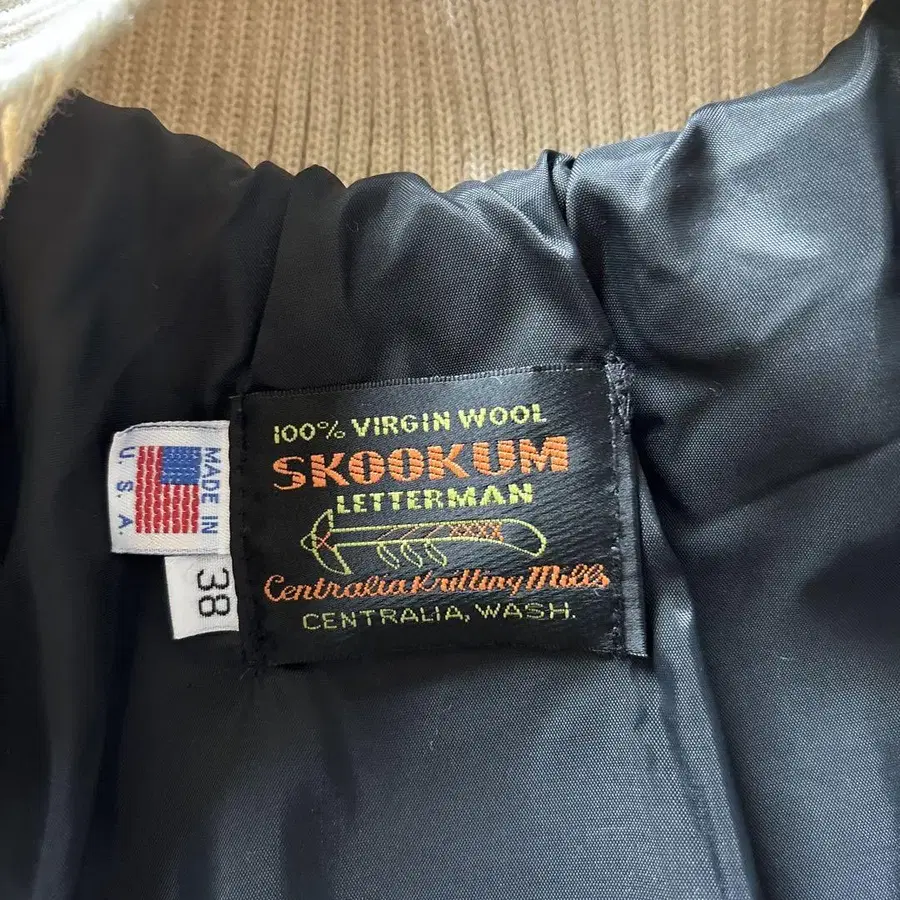 100% VIRGIN WOOL
SKOOKUM
LETTERMAN
Centralia Knitting Mills
CENTRALIA, WASH.
MADE IN
U. S. A.
38